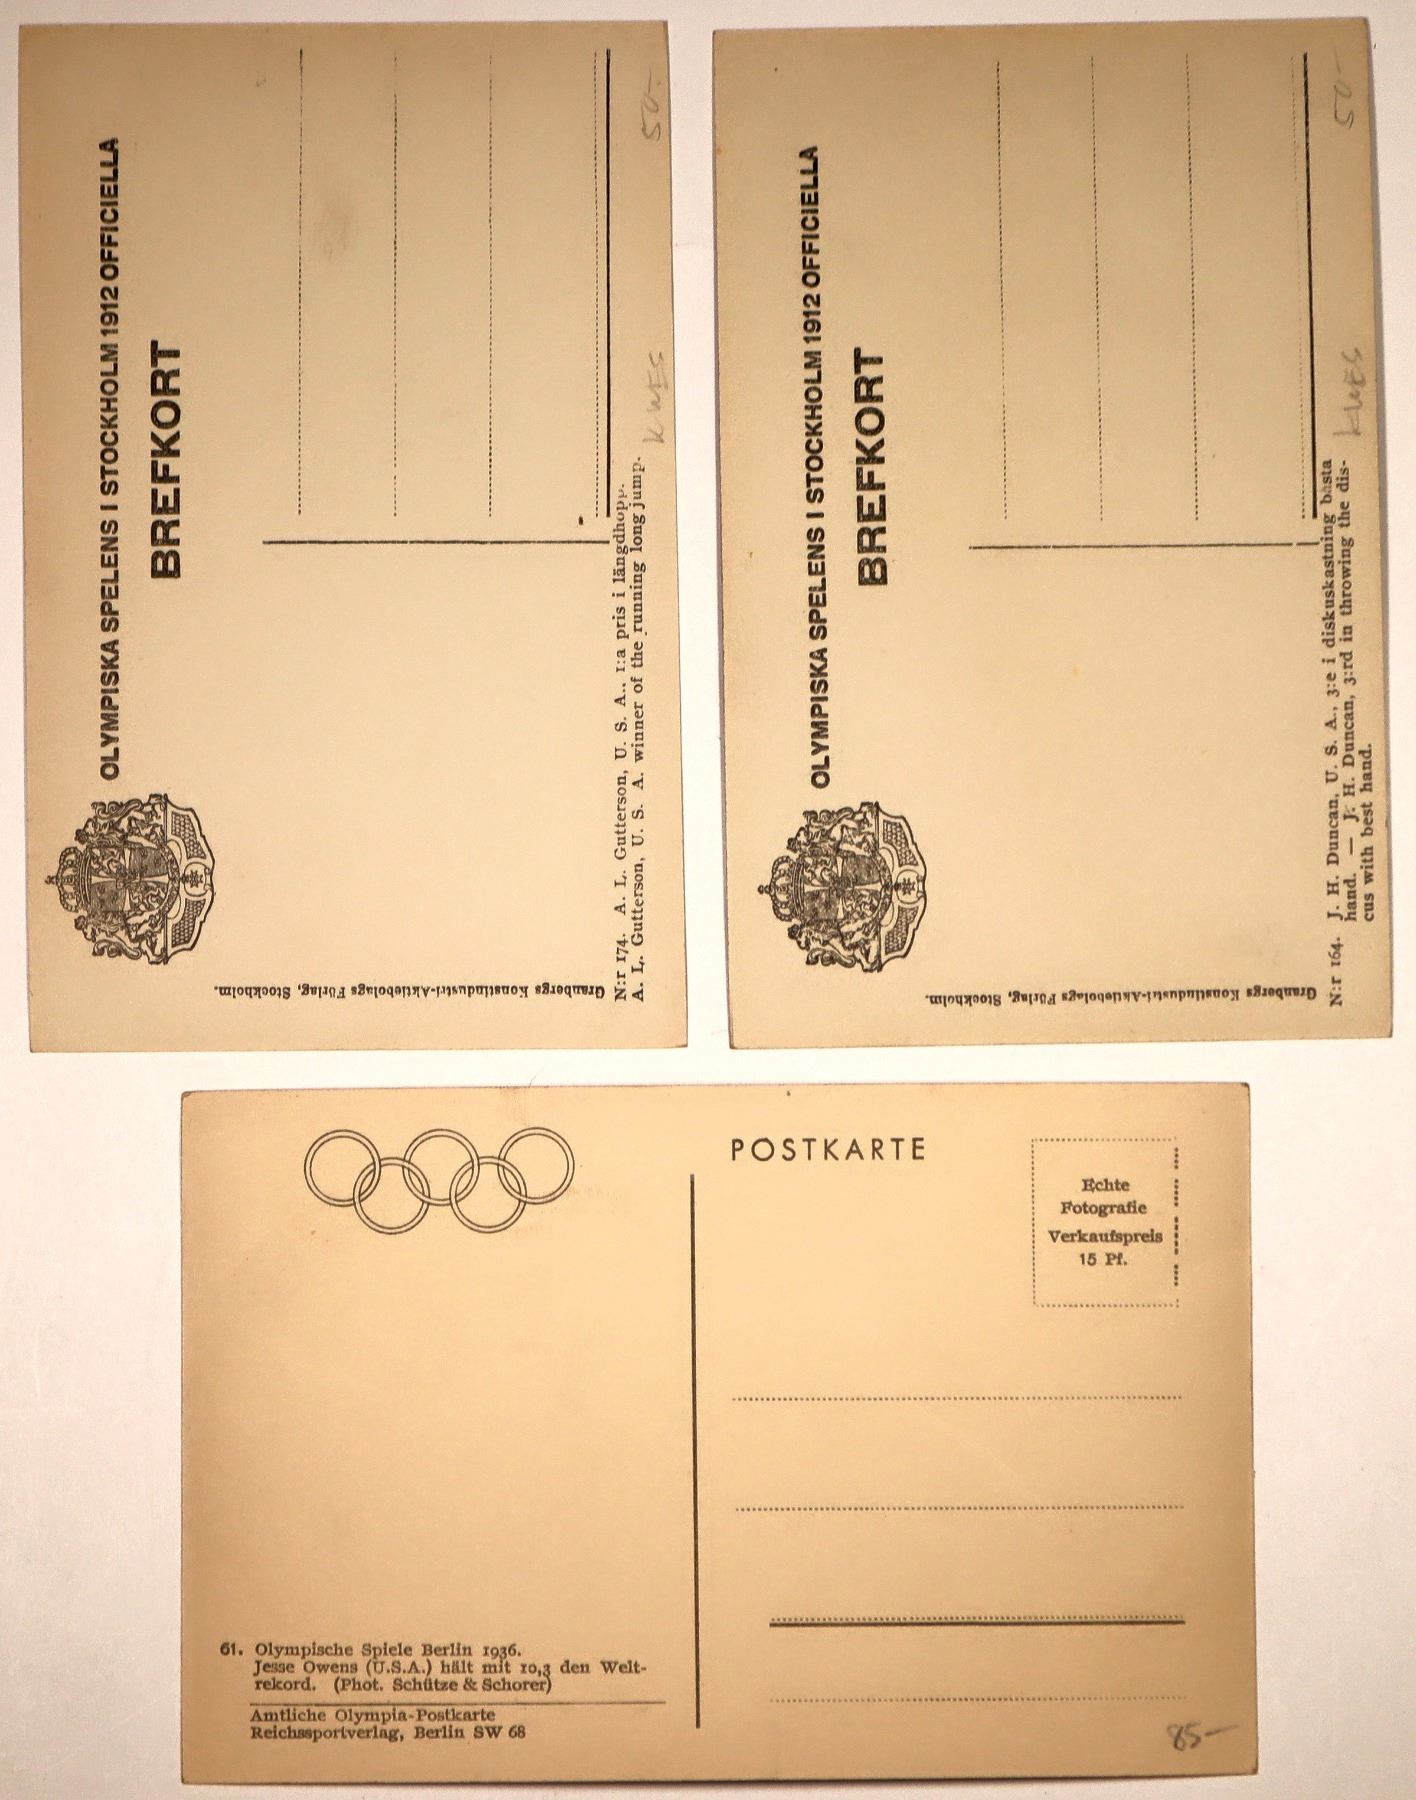 OLYMPISKA SPELENS I STOCKHOLM 1912 OFFICIELLA
BREFKORT
N:r 174. A. L. Gutterson, U. S. A., 1:a pris i längdhopp.
A. L. Gutterson, U. S. A. winner of the running long jump.
Granbergs Konstindustri-Aktiebolags Förlag, Stockholm.
KWES
50.-
OLYMPISKA SPELENS I STOCKHOLM 1912 OFFICIELLA
BREFKORT
N:r 164. J. H. Duncan, U. S. A., 3:e i diskuskastning bästa
hand. — J. H. Duncan, 3:rd in throwing the dis-
cus with best hand.
Granbergs Konstindustri-Aktiebolags Förlag, Stockholm.
KWES
50-
POSTKARTE
Echte
Fotografie
Verkaufspreis
15 Pf.
61. Olympische Spiele Berlin 1936.
Jesse Owens (U.S.A.) hält mit 10,3 den Welt-
rekord. (Phot. Schütze & Schorer)
Amtliche Olympia-Postkarte
Reichssportverlag, Berlin SW 68
85-